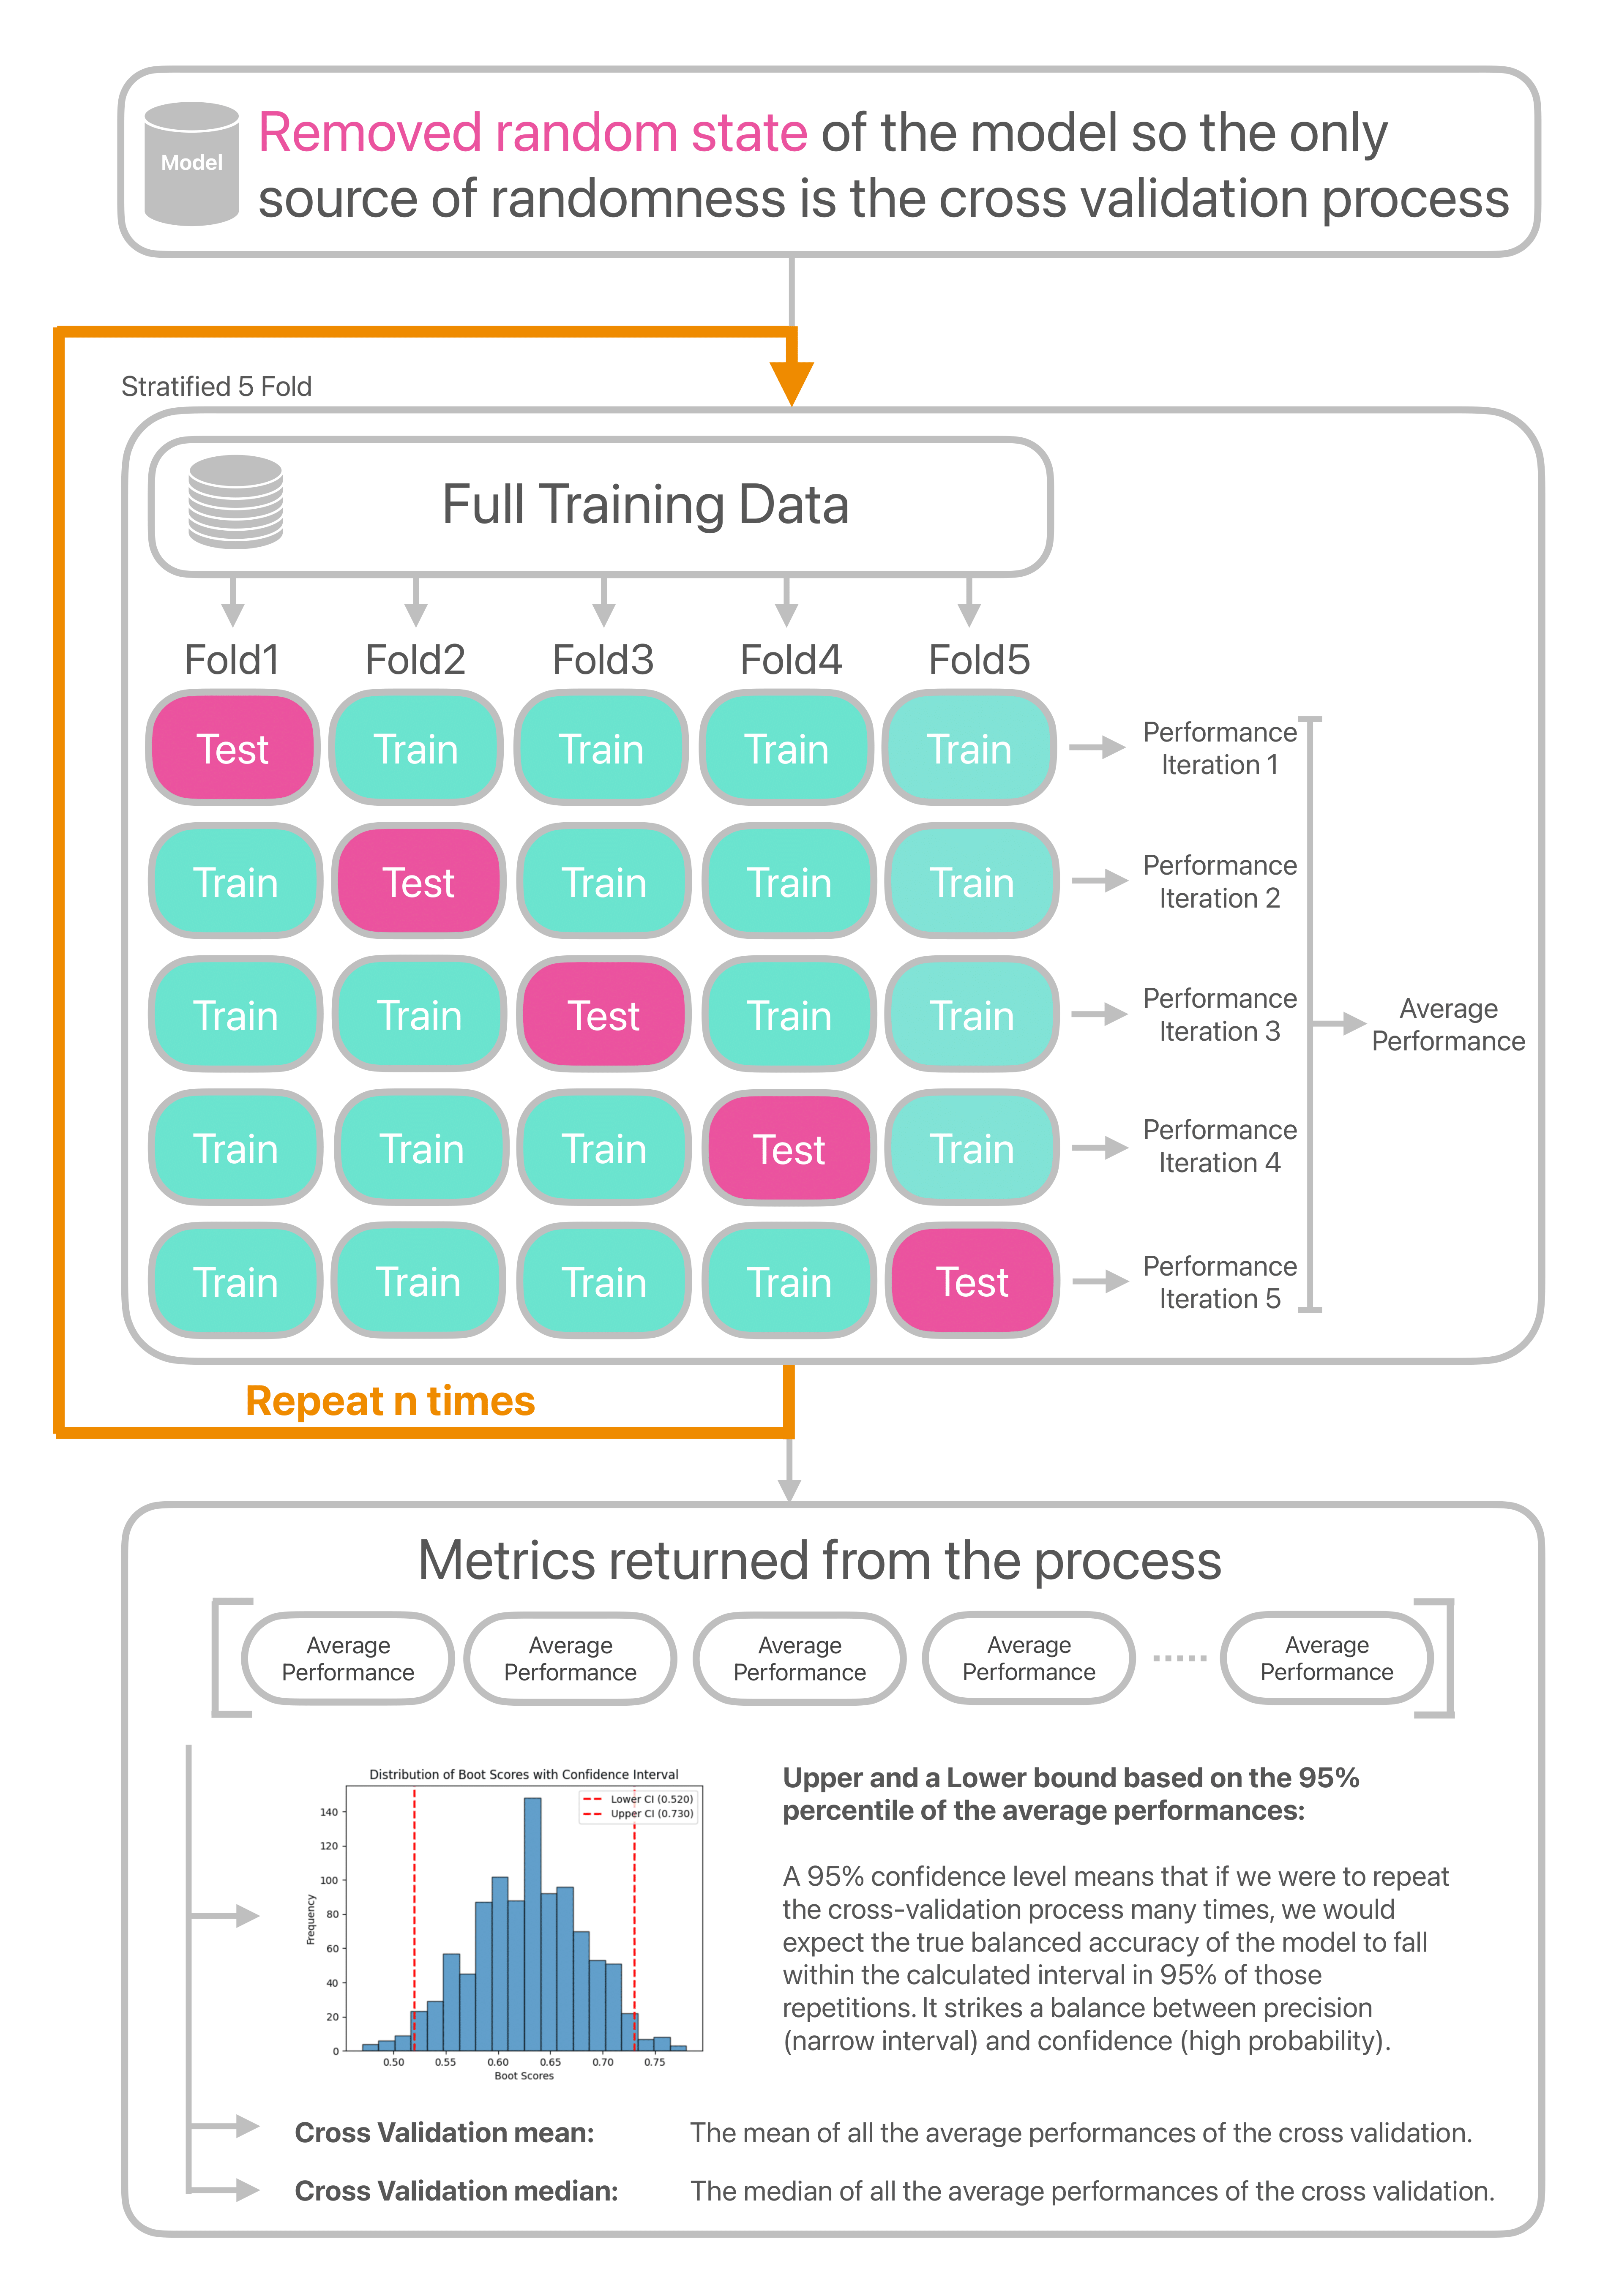 Model
Removed random state of the model so the only
source of randomness is the cross validation process
Stratified 5 Fold
Full Training Data
Fold1 Fold2 Fold3 Fold4 Fold5
Test Train Train Train Train
Performance
Iteration 1
Train Test Train Train Train
Performance
Iteration 2
Train Train Test Train Train
Performance
Iteration 3
Average
Performance
Train Train Train Test Train
Performance
Iteration 4
Train Train Train Train Test
Performance
Iteration 5
Repeat n times
Metrics returned from the process
Average
Performance
Average
Performance
Average
Performance
Average
Performance
......
Average
Performance
Distribution of Boot Scores with Confidence Interval
Lower CI (0.520)
Upper CI (0.730)
Frequency
140
120
100
80
60
40
20
0
0.50 0.55 0.60 0.65 0.70 0.75
Boot Scores
Upper and a Lower bound based on the 95%
percentile of the average performances:
A 95% confidence level means that if we were to repeat
the cross-validation process many times, we would
expect the true balanced accuracy of the model to fall
within the calculated interval in 95% of those
repetitions. It strikes a balance between precision
(narrow interval) and confidence (high probability).
Cross Validation mean: The mean of all the average performances of the cross validation.
Cross Validation median: The median of all the average performances of the cross validation.